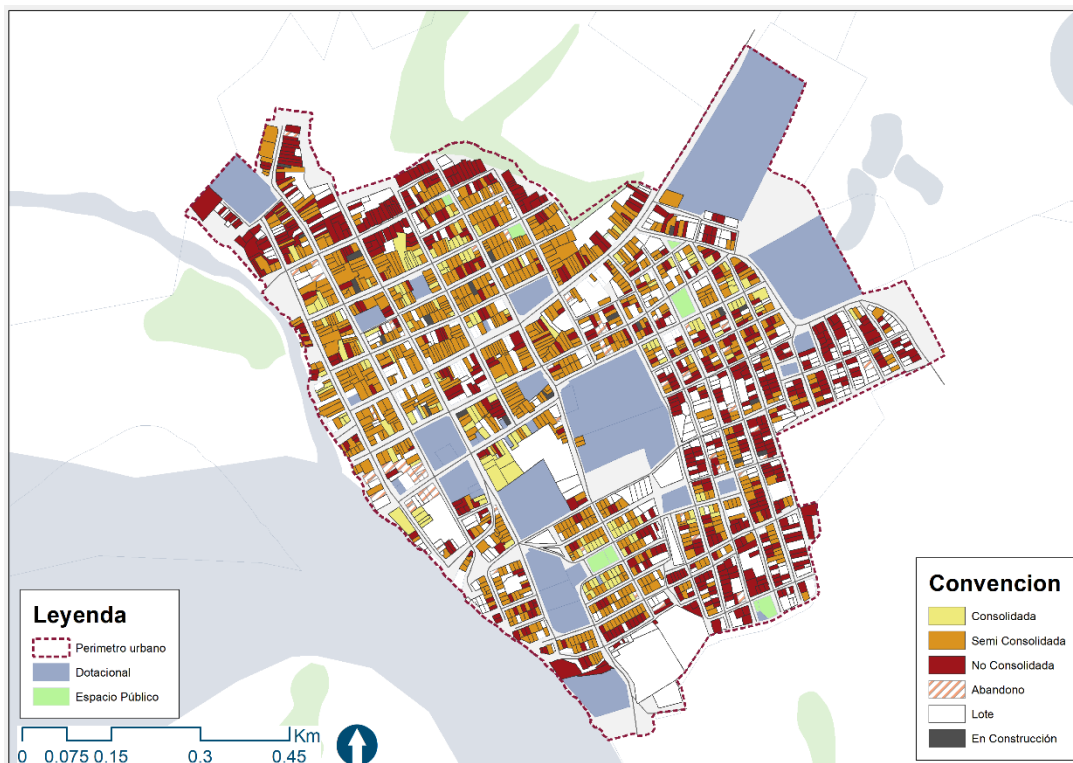 Leyenda
Perimetro urbano
Dotacional
Espacio Público
Km
0 0.075 0.15 0.3 0.45
Convencion
Consolidada
Semi Consolidada
No Consolidada
Abandono
Lote
En Construcción